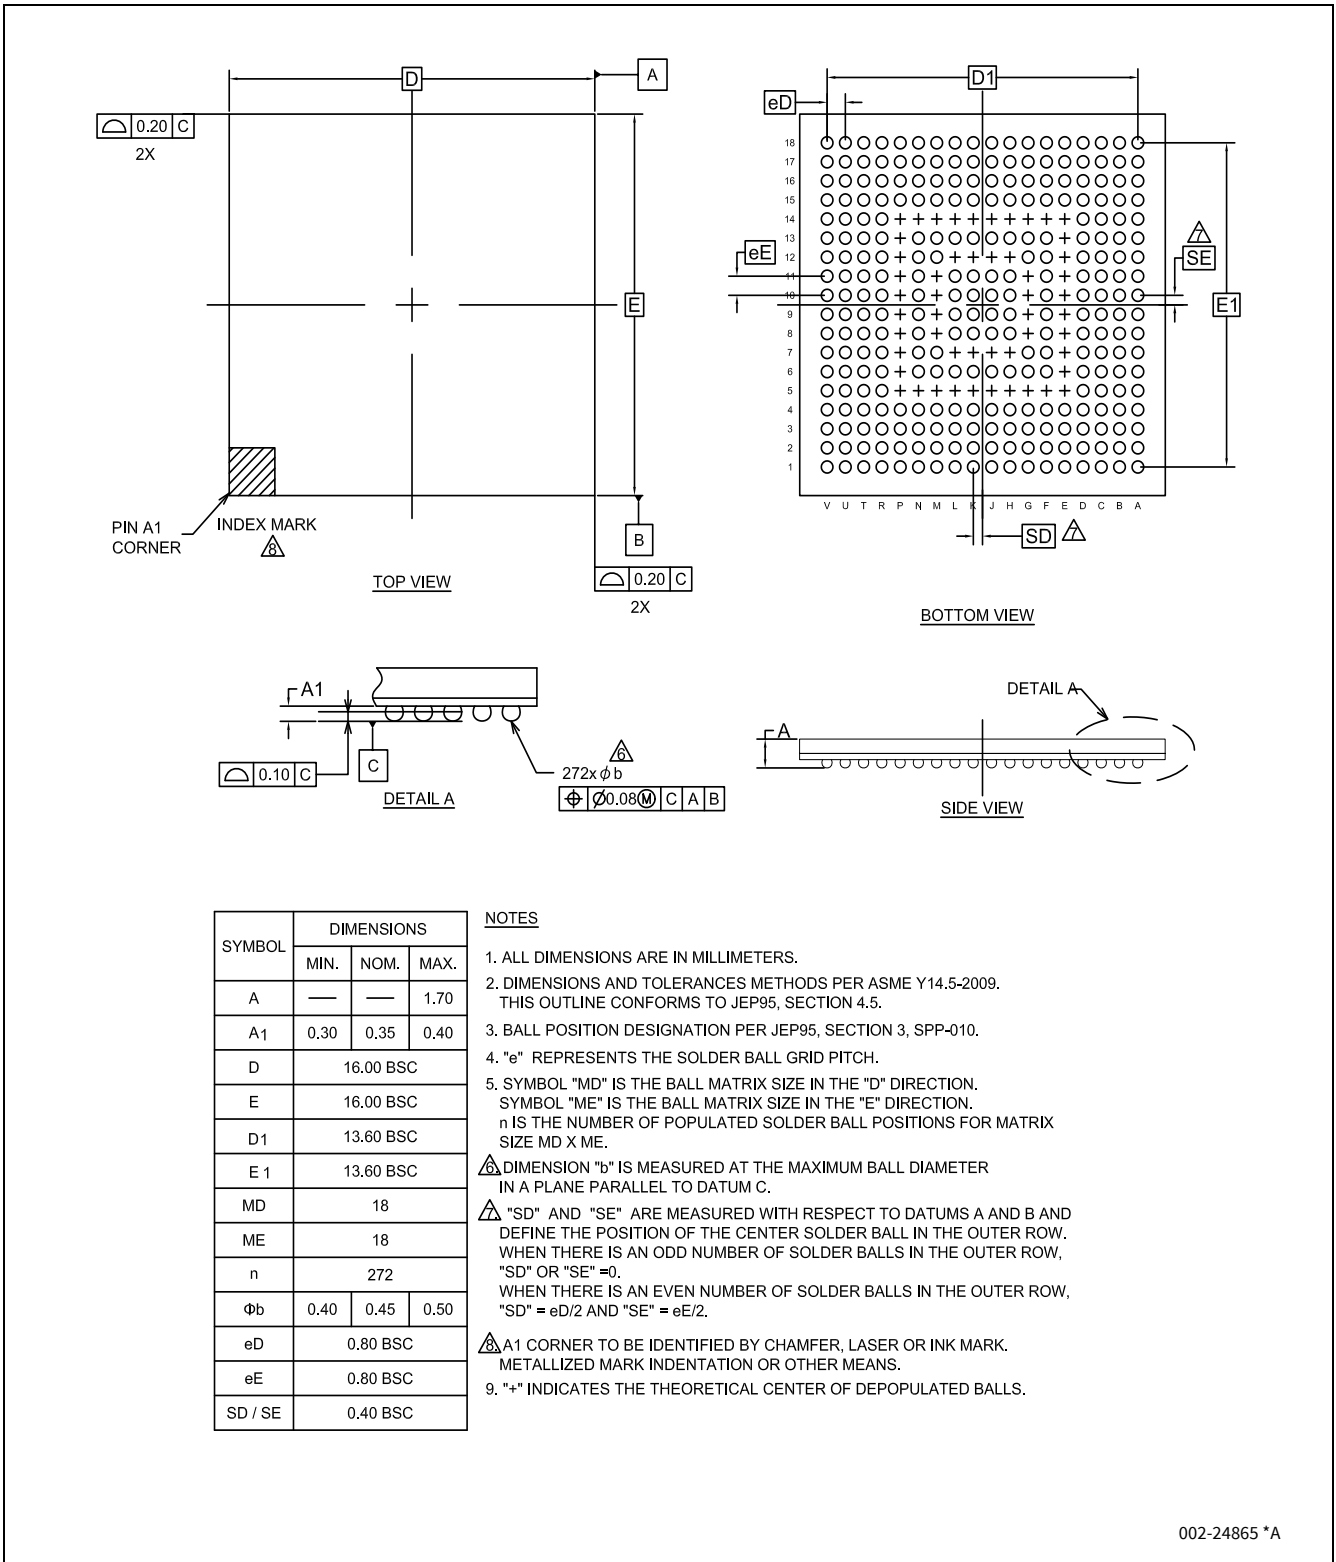 D
A
0.20 C
2X
E
PIN A1
CORNER
INDEX MARK
8
B
0.20 C
2X
TOP VIEW
D1
eD
18
17
16
15
14
13
12
11
10
9
8
7
6
5
4
3
2
1
eE
7
SE
E1
V U T R P N M L K J H G F E D C B A
SD 7
BOTTOM VIEW
A1
0.10 C
C
6
272x ϕ b
⌖ Ø0.08Ⓜ C A B
DETAIL A
DETAIL A
A
SIDE VIEW
SYMBOL DIMENSIONS
MIN. NOM. MAX.
A — — 1.70
A1 0.30 0.35 0.40
D 16.00 BSC
E 16.00 BSC
D1 13.60 BSC
E 1 13.60 BSC
MD 18
ME 18
n 272
Φb 0.40 0.45 0.50
eD 0.80 BSC
eE 0.80 BSC
SD / SE 0.40 BSC
NOTES
1. ALL DIMENSIONS ARE IN MILLIMETERS.
2. DIMENSIONS AND TOLERANCES METHODS PER ASME Y14.5-2009.
THIS OUTLINE CONFORMS TO JEP95, SECTION 4.5.
3. BALL POSITION DESIGNATION PER JEP95, SECTION 3, SPP-010.
4. "e" REPRESENTS THE SOLDER BALL GRID PITCH.
5. SYMBOL "MD" IS THE BALL MATRIX SIZE IN THE "D" DIRECTION.
SYMBOL "ME" IS THE BALL MATRIX SIZE IN THE "E" DIRECTION.
n IS THE NUMBER OF POPULATED SOLDER BALL POSITIONS FOR MATRIX
SIZE MD X ME.
6. DIMENSION "b" IS MEASURED AT THE MAXIMUM BALL DIAMETER
IN A PLANE PARALLEL TO DATUM C.
7. "SD" AND "SE" ARE MEASURED WITH RESPECT TO DATUMS A AND B AND
DEFINE THE POSITION OF THE CENTER SOLDER BALL IN THE OUTER ROW.
WHEN THERE IS AN ODD NUMBER OF SOLDER BALLS IN THE OUTER ROW,
"SD" OR "SE" =0.
WHEN THERE IS AN EVEN NUMBER OF SOLDER BALLS IN THE OUTER ROW,
"SD" = eD/2 AND "SE" = eE/2.
8. A1 CORNER TO BE IDENTIFIED BY CHAMFER, LASER OR INK MARK.
METALLIZED MARK INDENTATION OR OTHER MEANS.
9. "+" INDICATES THE THEORETICAL CENTER OF DEPOPULATED BALLS.
002-24865 *A